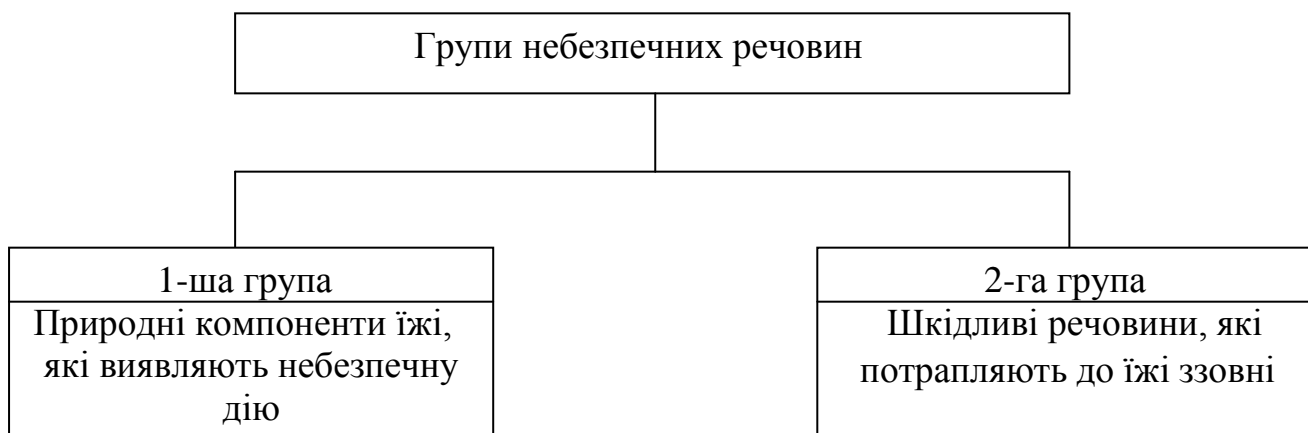 Групи небезпечних речовин
1-ша група
Природні компоненти їжі,
які виявляють небезпечну
дію
2-га група
Шкідливі речовини, які
потрапляють до їжі ззовні